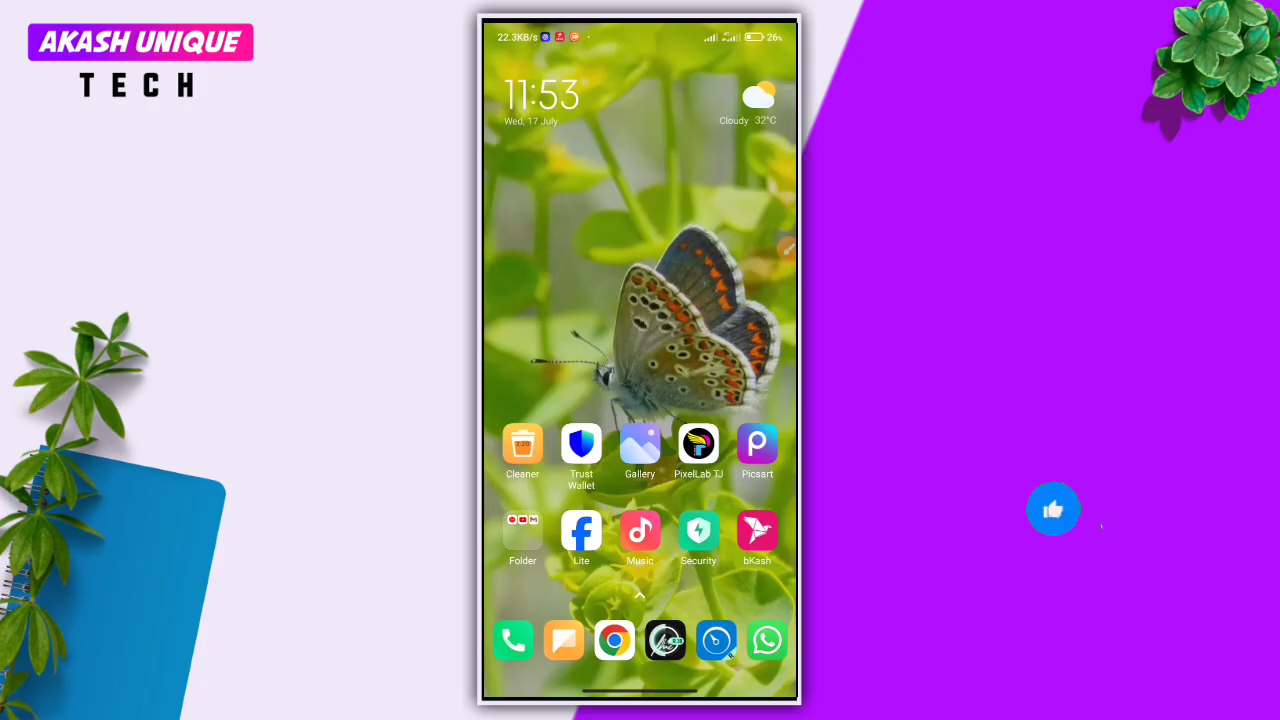 AKASH UNIQUE
TECH
22.3KB/s
26%
11:53
Wed, 17 July
Cloudy 32°C
Cleaner
Trust
Wallet
Gallery
PixelLab TJ
Picsart
Folder
Lite
Music
Security
bKash